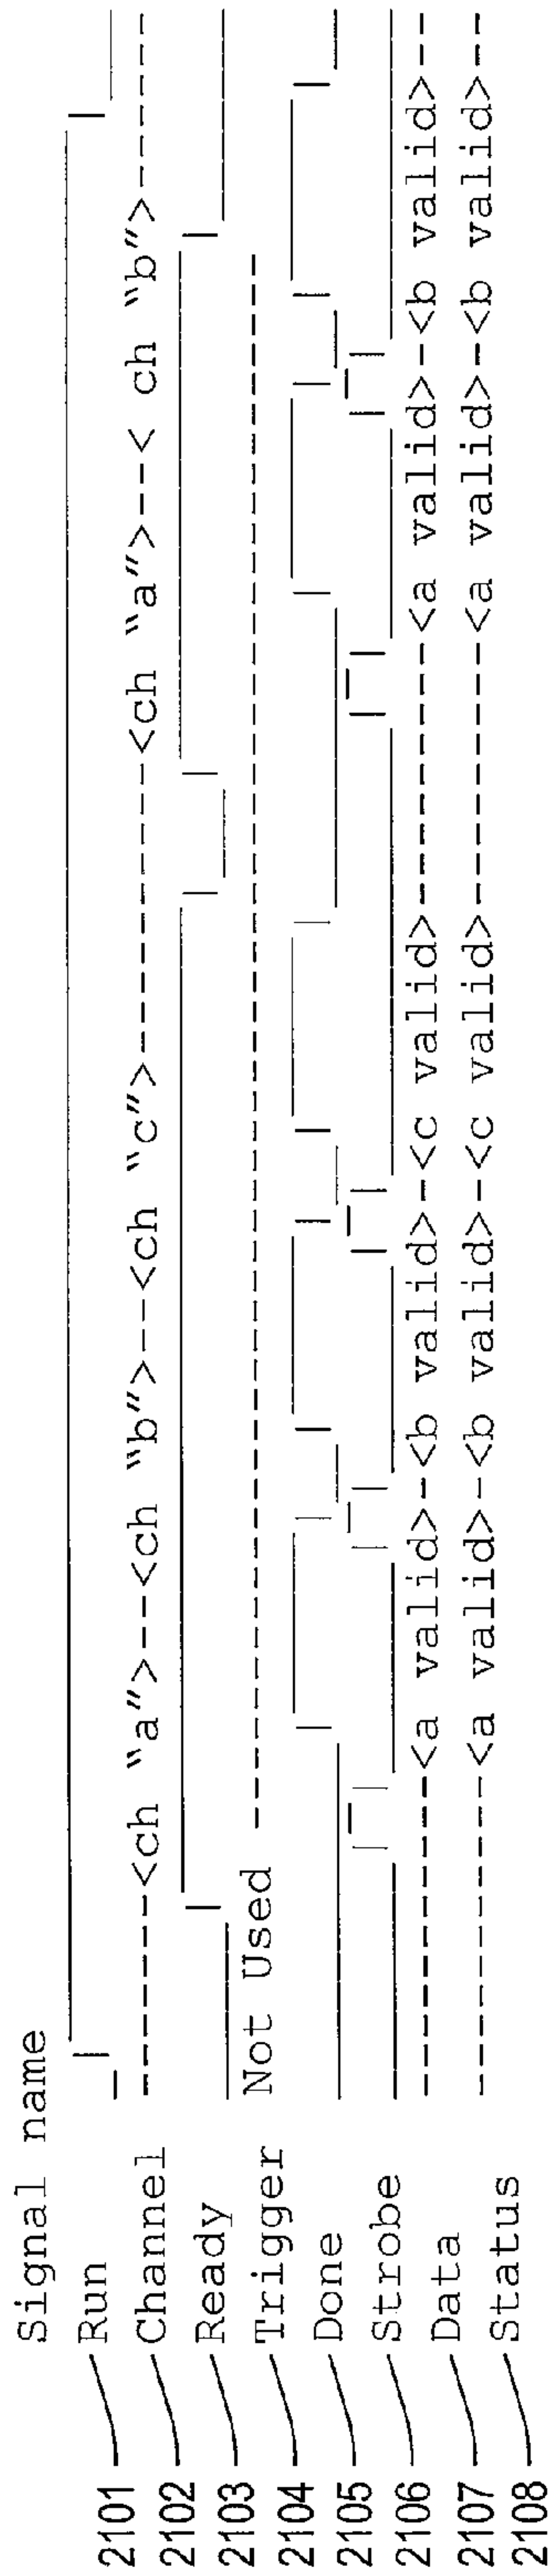 Signal name
2101 Run
2102 Channel <ch "a"> <ch "b"> <ch "c"> <ch "a"> < ch "b">
2103 Ready
2104 Trigger Not Used
2105 Done
2106 Strobe
2107 Data <a valid> <b valid> <c valid> <a valid> <b valid>
2108 Status <a valid> <b valid> <c valid> <a valid> <b valid>